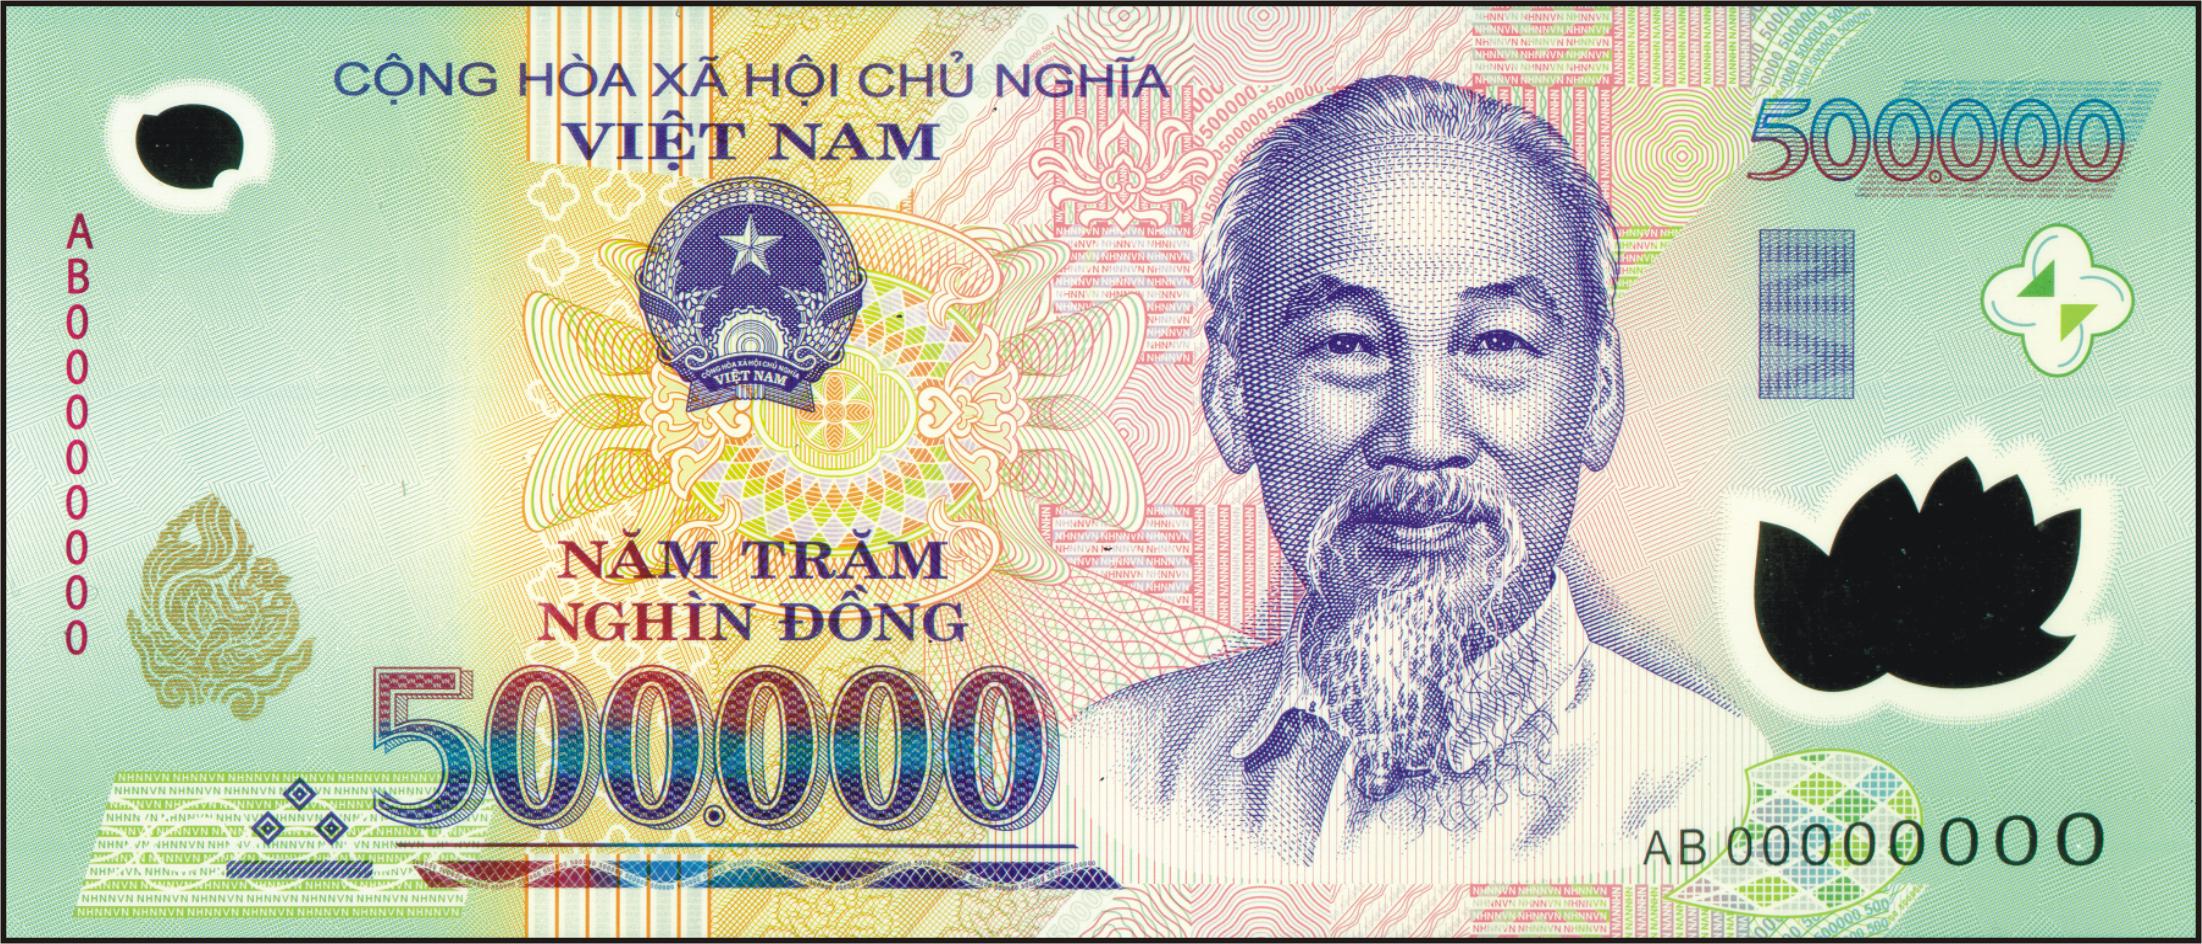 CỘNG HÒA XÃ HỘI CHỦ NGHĨA
VIỆT NAM
500.000
AB00000000
CỘNG HÒA XÃ HỘI CHỦ NGHĨA
VIỆT NAM
NĂM TRĂM
NGHÌN ĐỒNG
500.000
AB 00000000